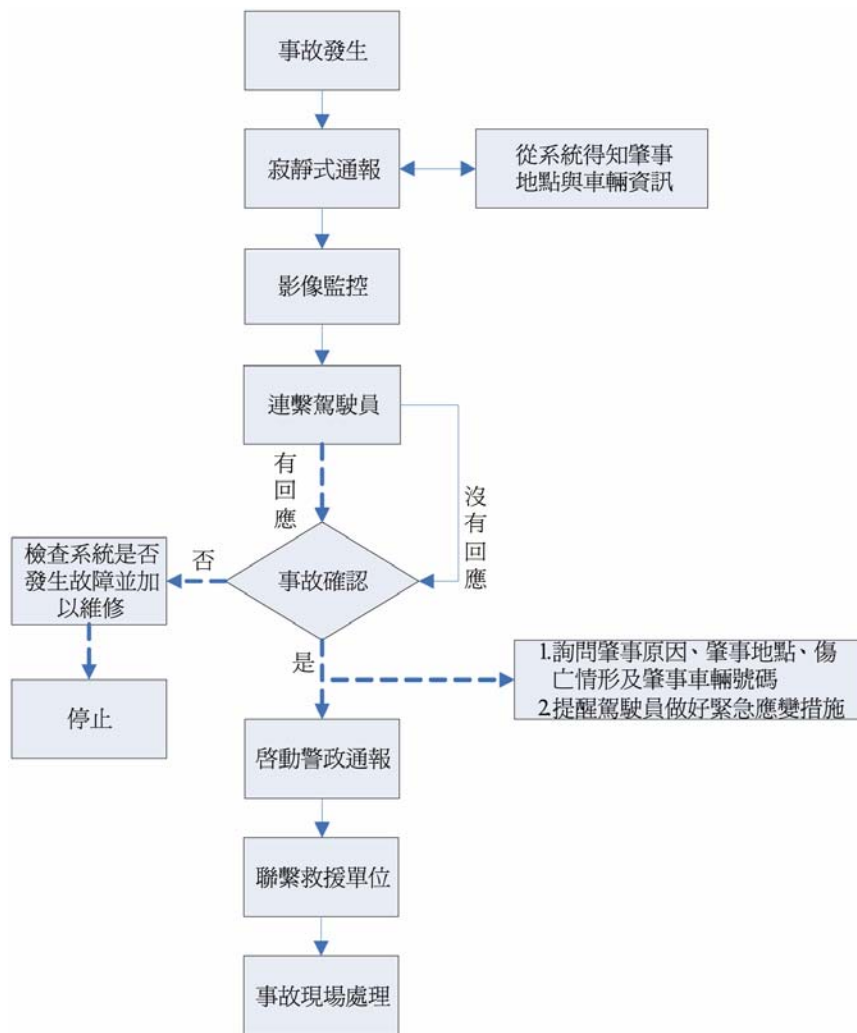 事故發生
寂靜式通報
從系統得知肇事
地點與車輛資訊
影像監控
連繫駕駛員
有回應
沒有回應
事故確認
否
檢查系統是否
發生故障並加
以維修
停止
是
1.詢問肇事原因、肇事地點、傷
亡情形及肇事車輛號碼
2.提醒駕駛員做好緊急應變措施
啓動警政通報
聯繫救援單位
事故現場處理